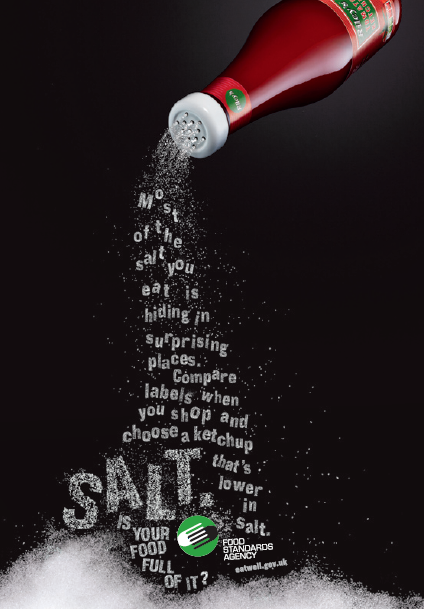 Most
of the
salt you
eat is
hiding in
surprising
places.
Compare
labels when
you shop and
choose a ketchup
that's
lower
in
salt.
SALT.
IS
YOUR
FOOD
FULL
OF IT?
FOOD
STANDARDS
AGENCY
eatwell.gov.uk